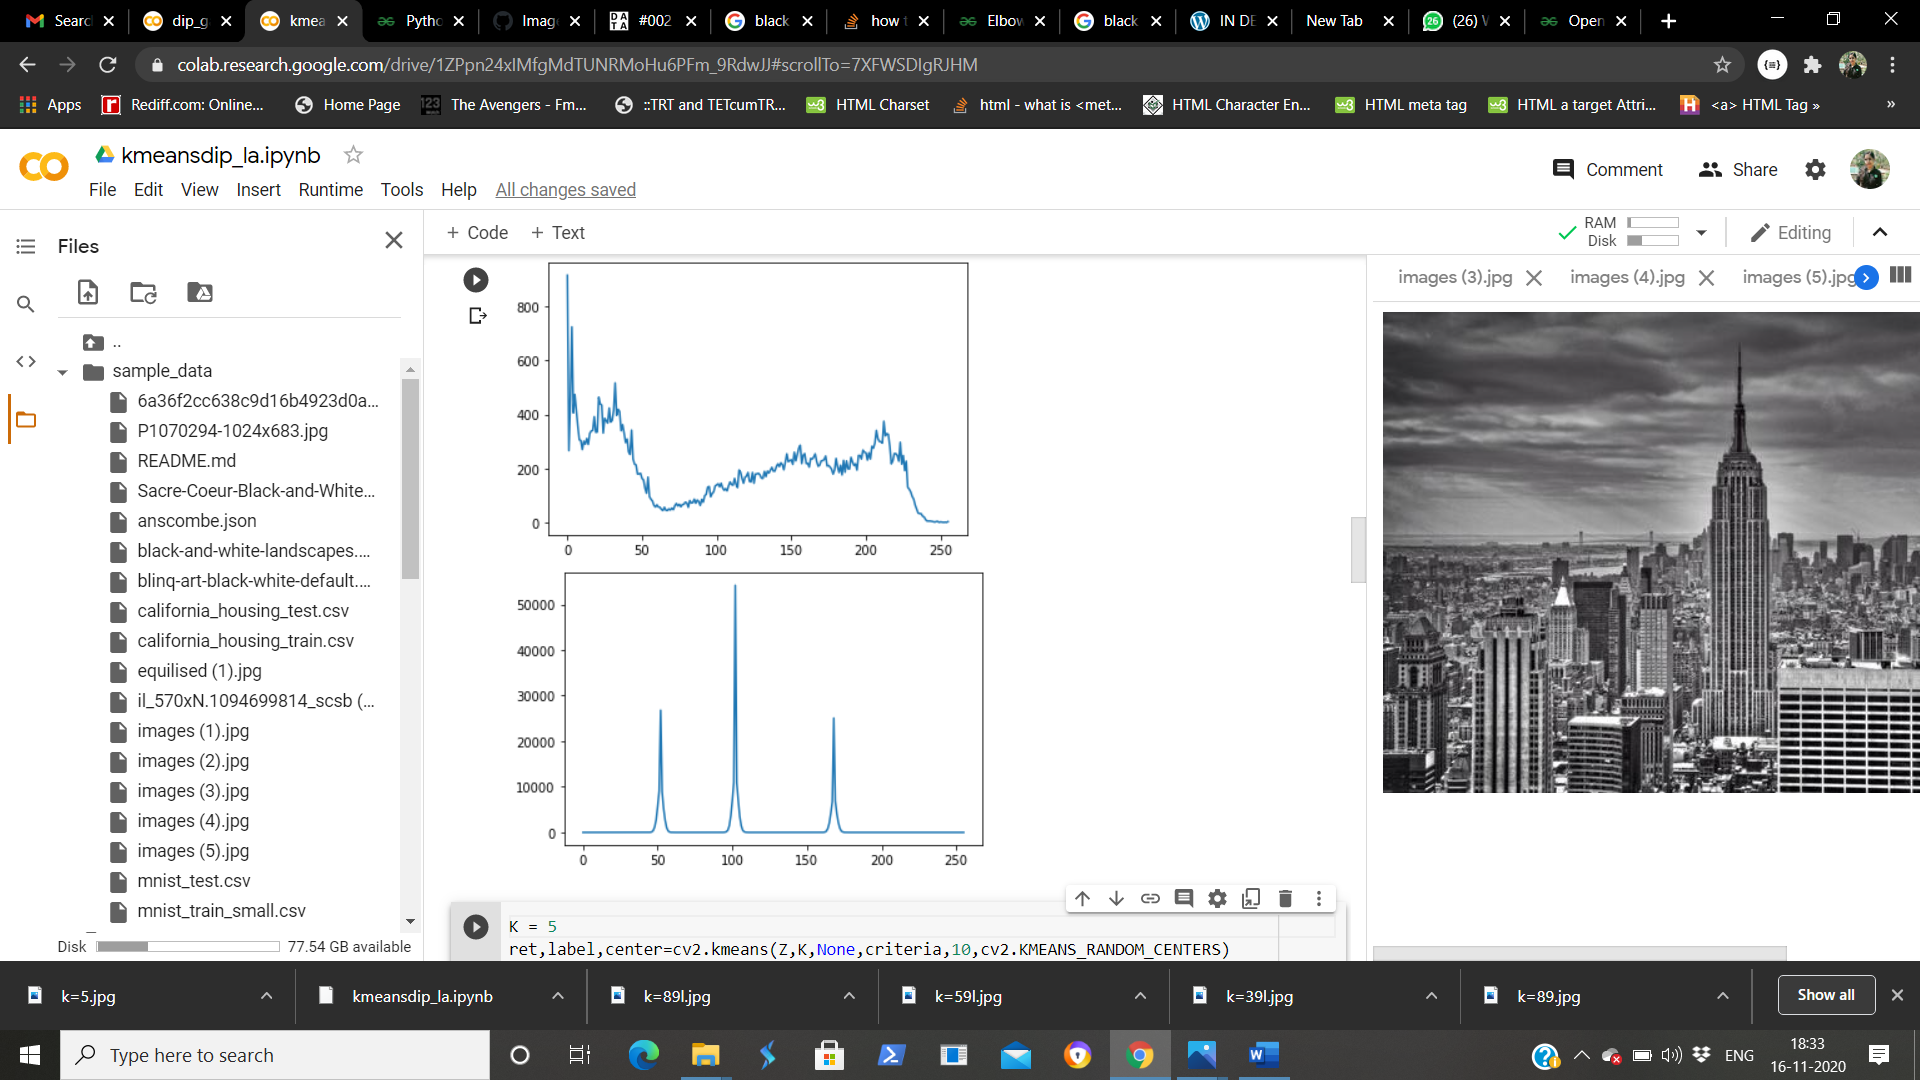 Searc
dip_g
kmea
Pytho
Imag
#002
black
how t
Elbow
black
IN DE
New Tab
(26) W
Open
colab.research.google.com/drive/1ZPpn24xIMfgMdTUNRMoHu6PFm_9RdwJJ#scrollTo=7XFWSDIgRJHM
Apps
Rediff.com: Online...
Home Page
The Avengers - Fm...
::TRT and TETcumTR...
HTML Charset
html - what is <met...
HTML Character En...
HTML meta tag
HTML a target Attri...
<a> HTML Tag »
»
kmeansdip_la.ipynb
Comment
Share
File Edit View Insert Runtime Tools Help All changes saved
Files
+ Code + Text
RAM
Disk
Editing
images (3).jpg
images (4).jpg
images (5).jpg
..
sample_data
6a36f2cc638c9d16b4923d0a...
P1070294-1024x683.jpg
README.md
Sacre-Coeur-Black-and-White...
anscombe.json
black-and-white-landscapes....
blinq-art-black-white-default....
california_housing_test.csv
california_housing_train.csv
equilised (1).jpg
il_570xN.1094699814_scsb (...
images (1).jpg
images (2).jpg
images (3).jpg
images (4).jpg
images (5).jpg
mnist_test.csv
mnist_train_small.csv
Disk 77.54 GB available
800
600
400
200
0
0 50 100 150 200 250
50000
40000
30000
20000
10000
0
0 50 100 150 200 250
K = 5
ret,label,center=cv2.kmeans(Z,K,None,criteria,10,cv2.KMEANS_RANDOM_CENTERS)
k=5.jpg
kmeansdip_la.ipynb
k=89l.jpg
k=59l.jpg
k=39l.jpg
k=89.jpg
Show all
Type here to search
ENG
18:33
16-11-2020